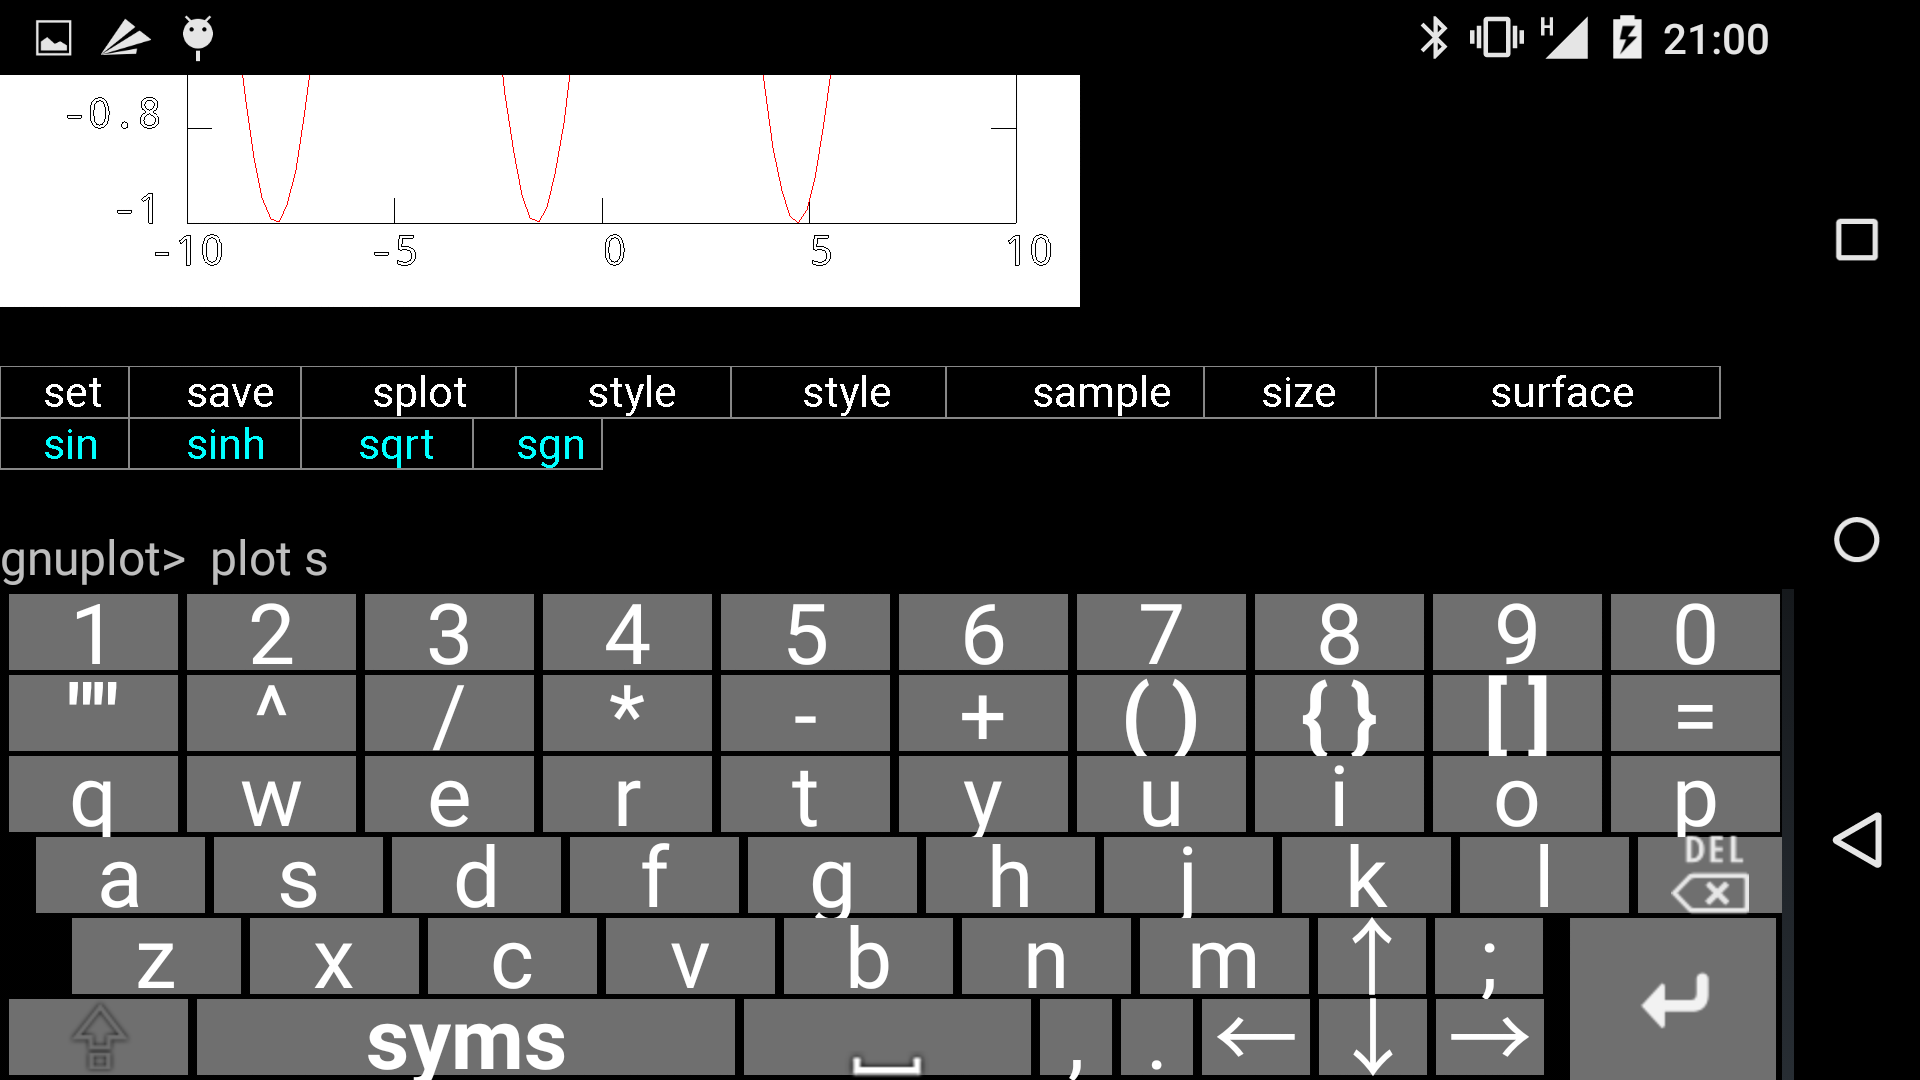 H 21:00
-0.8
-1
-10 -5 0 5 10
set save splot style style sample size surface
sin sinh sqrt sgn
gnuplot> plot s
1 2 3 4 5 6 7 8 9 0
"" ^ / * - + () {} [] =
q w e r t y u i o p
a s d f g h j k l DEL
z x c v b n m ↑ ;
syms , . ← ↓ →